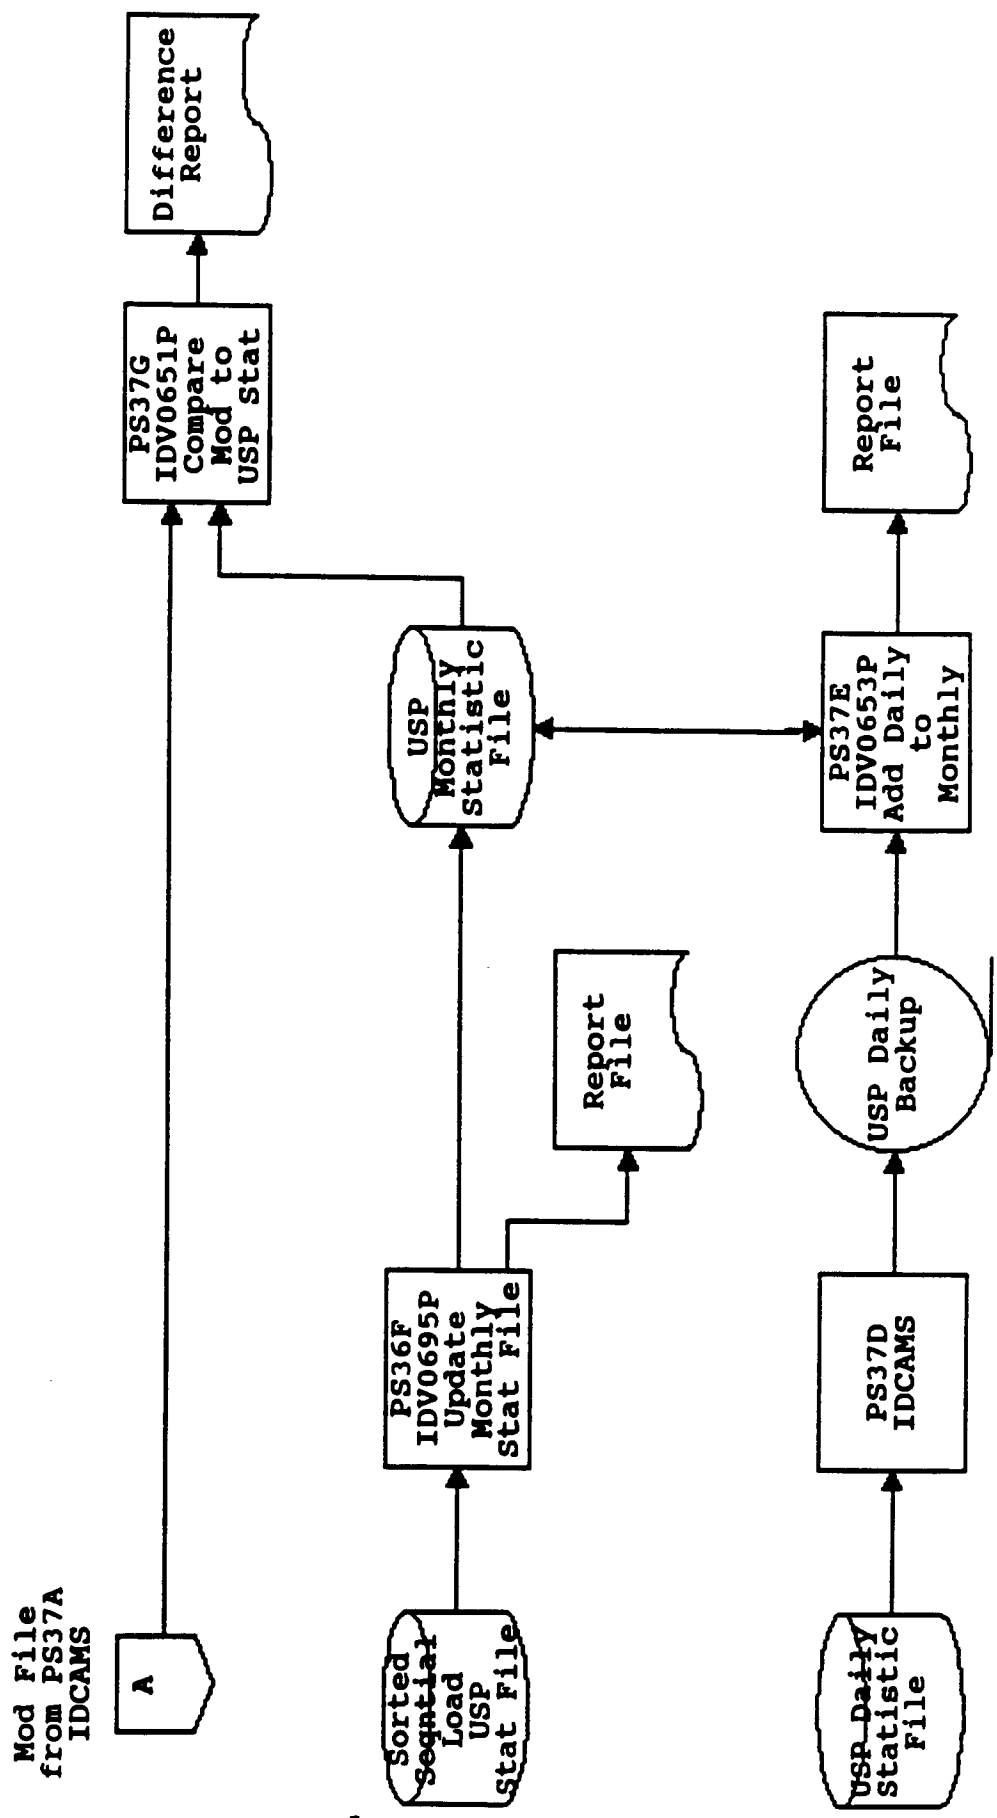 Mod File
from PS37A
IDCAMS
A
PS37G
IDV0651P
Compare
Mod to
USP Stat
Difference
Report
Sorted
Seqntial
Load
USP
Stat File
PS36F
IDV0695P
Update
Monthly
Stat File
USP
Monthly
Statistic
File
Report
File
USP Daily
Statistic
File
PS37D
IDCAMS
USP Daily
Backup
PS37E
IDV0653P
Add Daily
to
Monthly
Report
File